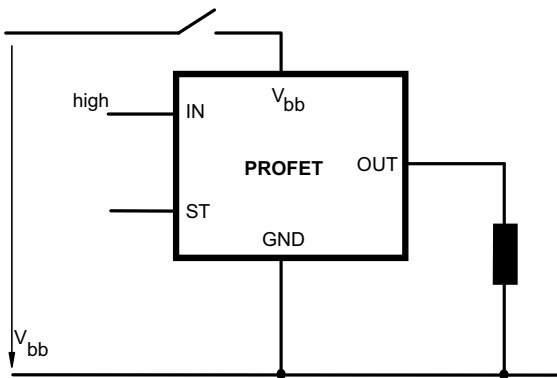 high
IN
V bb
PROFET
OUT
ST
GND
V bb